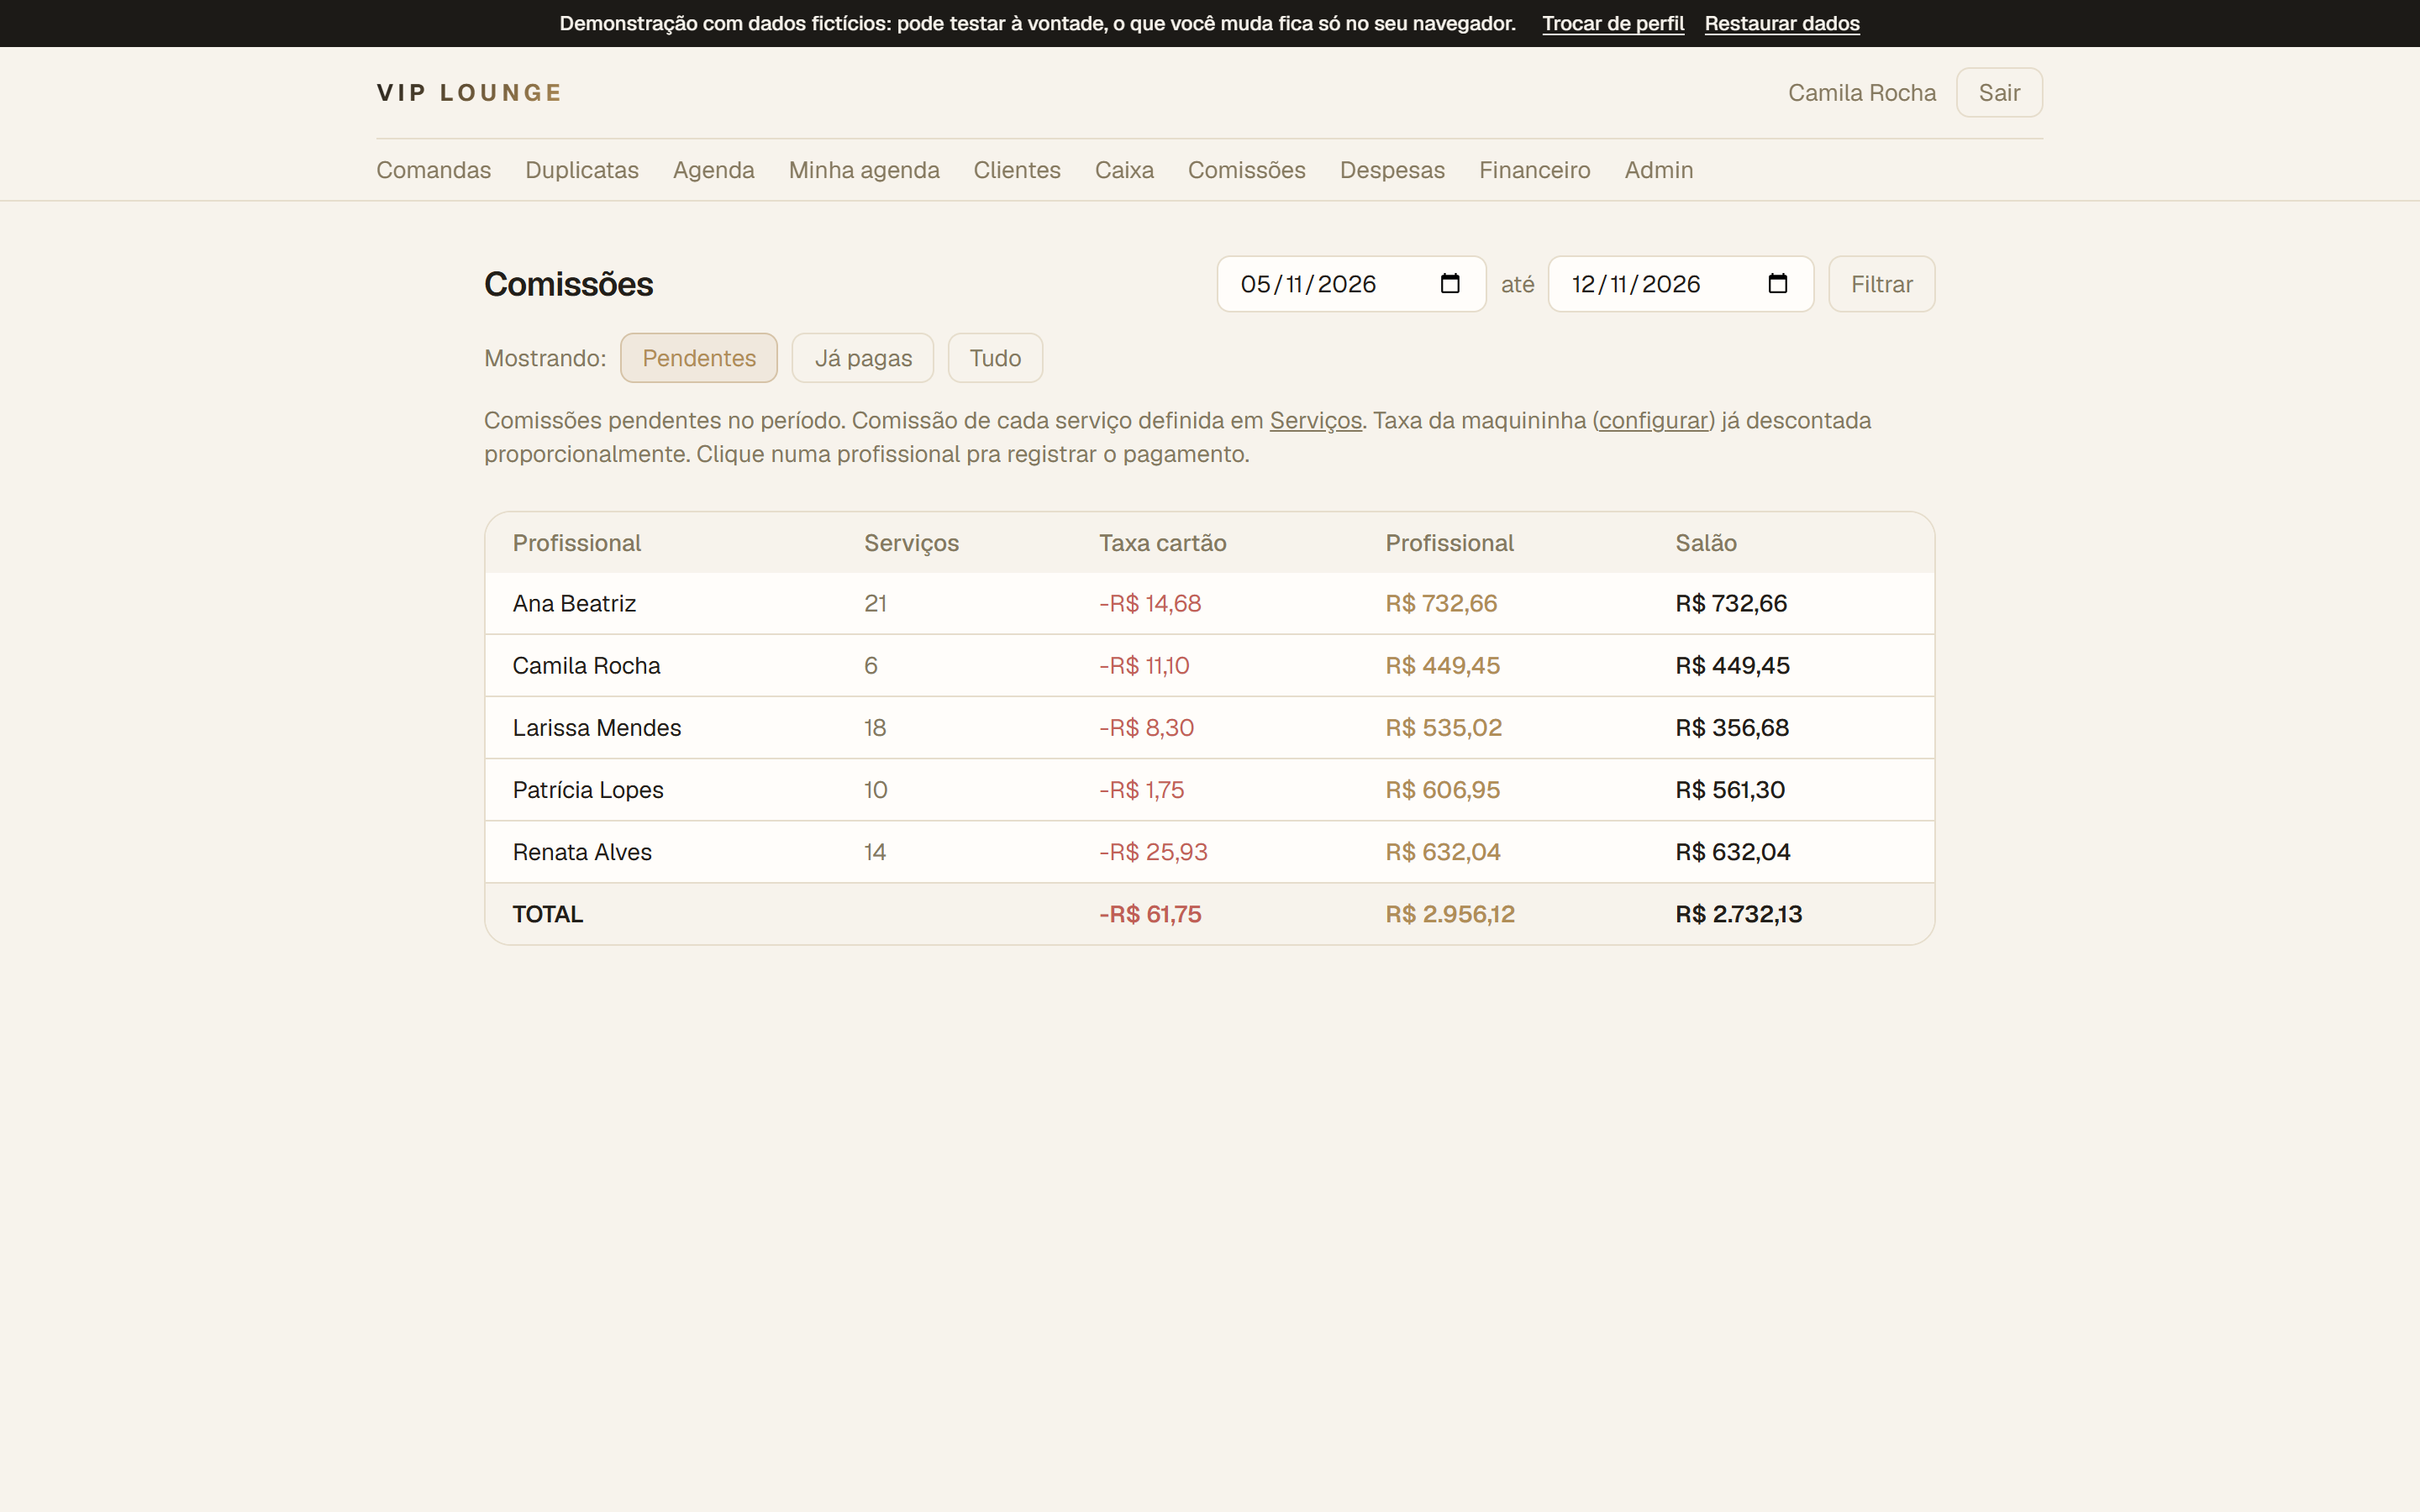 Demonstração com dados fictícios: pode testar à vontade, o que você muda fica só no seu navegador. Trocar de perfil Restaurar dados
VIP LOUNGE Camila Rocha Sair
Comandas Duplicatas Agenda Minha agenda Clientes Caixa Comissões Despesas Financeiro Admin
Comissões 05/11/2026 até 12/11/2026 Filtrar
Mostrando: Pendentes Já pagas Tudo
Comissões pendentes no período. Comissão de cada serviço definida em Serviços. Taxa da maquininha (configurar) já descontada
proporcionalmente. Clique numa profissional pra registrar o pagamento.
Profissional Serviços Taxa cartão Profissional Salão
Ana Beatriz 21 -R$ 14,68 R$ 732,66 R$ 732,66
Camila Rocha 6 -R$ 11,10 R$ 449,45 R$ 449,45
Larissa Mendes 18 -R$ 8,30 R$ 535,02 R$ 356,68
Patrícia Lopes 10 -R$ 1,75 R$ 606,95 R$ 561,30
Renata Alves 14 -R$ 25,93 R$ 632,04 R$ 632,04
TOTAL -R$ 61,75 R$ 2.956,12 R$ 2.732,13